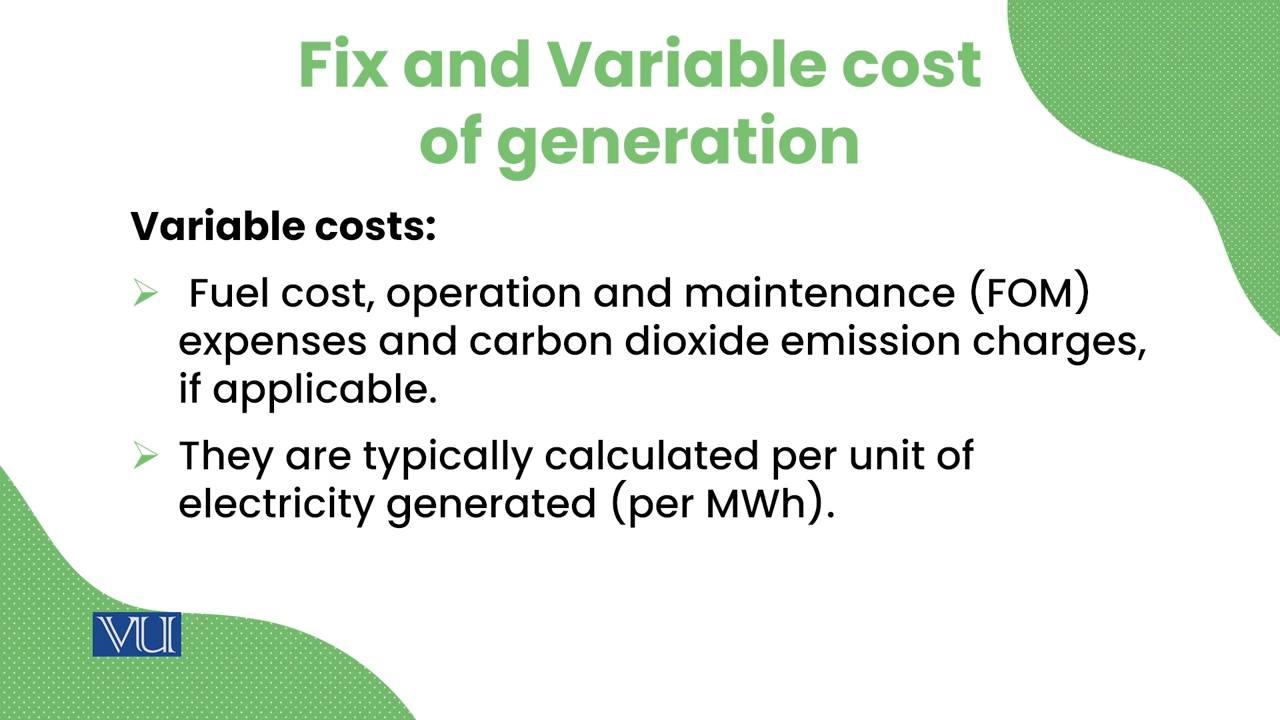 Fix and Variable cost
of generation
Variable costs:
➢ Fuel cost, operation and maintenance (FOM)
expenses and carbon dioxide emission charges,
if applicable.
➢ They are typically calculated per unit of
electricity generated (per MWh).
VU